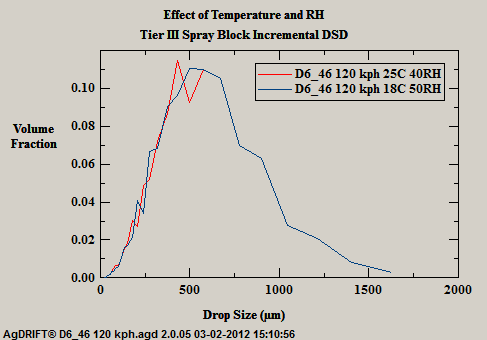 Effect of Temperature and RH
Tier III Spray Block Incremental DSD
D6_46 120 kph 25C 40RH
D6_46 120 kph 18C 50RH
Volume
Fraction
0.10
0.08
0.06
0.04
0.02
0.00
0
500
1000
1500
2000
Drop Size (µm)
AgDRIFT® D6_46 120 kph.agd 2.0.05 03-02-2012 15:10:56